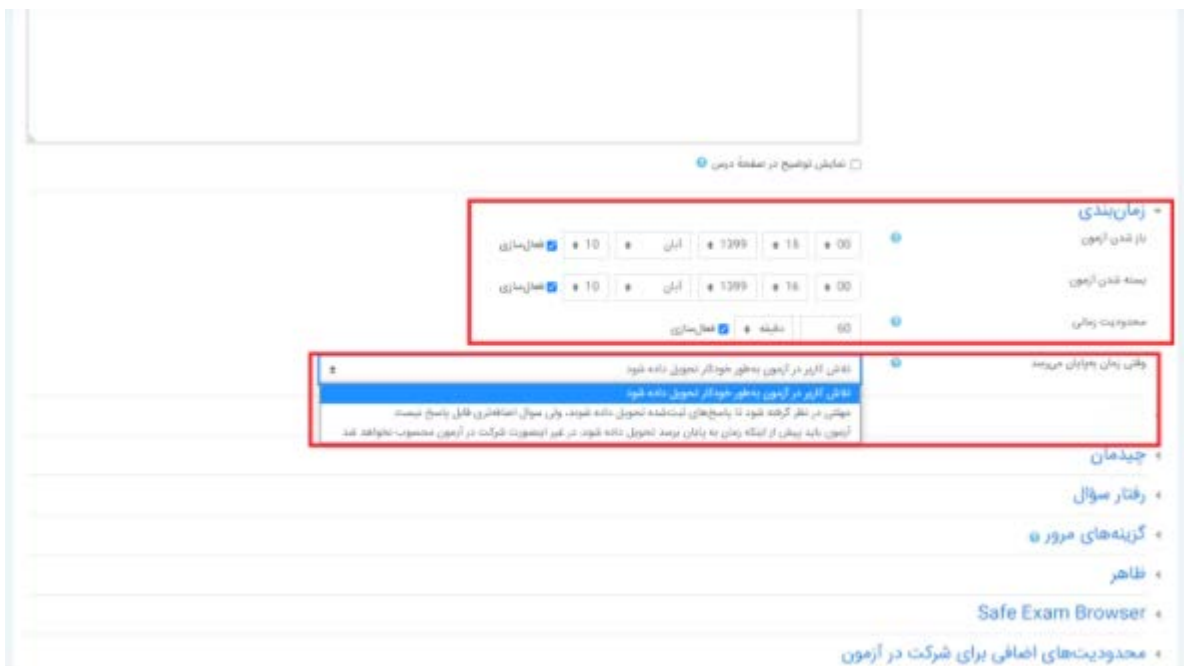 نمایش توضیح در صفحهٔ درس
زمان‌بندی
باز شدن آزمون
00 15 1399 آبان 10 فعال‌سازی
بسته شدن آزمون
00 16 1399 آبان 10 فعال‌سازی
محدودیت زمانی
60 دقیقه فعال‌سازی
وقتی زمان به‌پایان می‌رسد
تلاش کاربر در آزمون به‌طور خودکار تحویل داده شود
تلاش کاربر در آزمون به‌طور خودکار تحویل داده شود
مهلتی در نظر گرفته شود تا پاسخ‌های ثبت‌شده تحویل داده شوند، ولی سوال اضافه‌تری قابل پاسخ نیست
آزمون باید پیش از اینکه زمان به پایان برسد تحویل داده شود، در غیر اینصورت شرکت در آزمون محسوب نخواهد شد
چیدمان
رفتار سؤال
گزینه‌های مرور
ظاهر
Safe Exam Browser
محدودیت‌های اضافی برای شرکت در آزمون